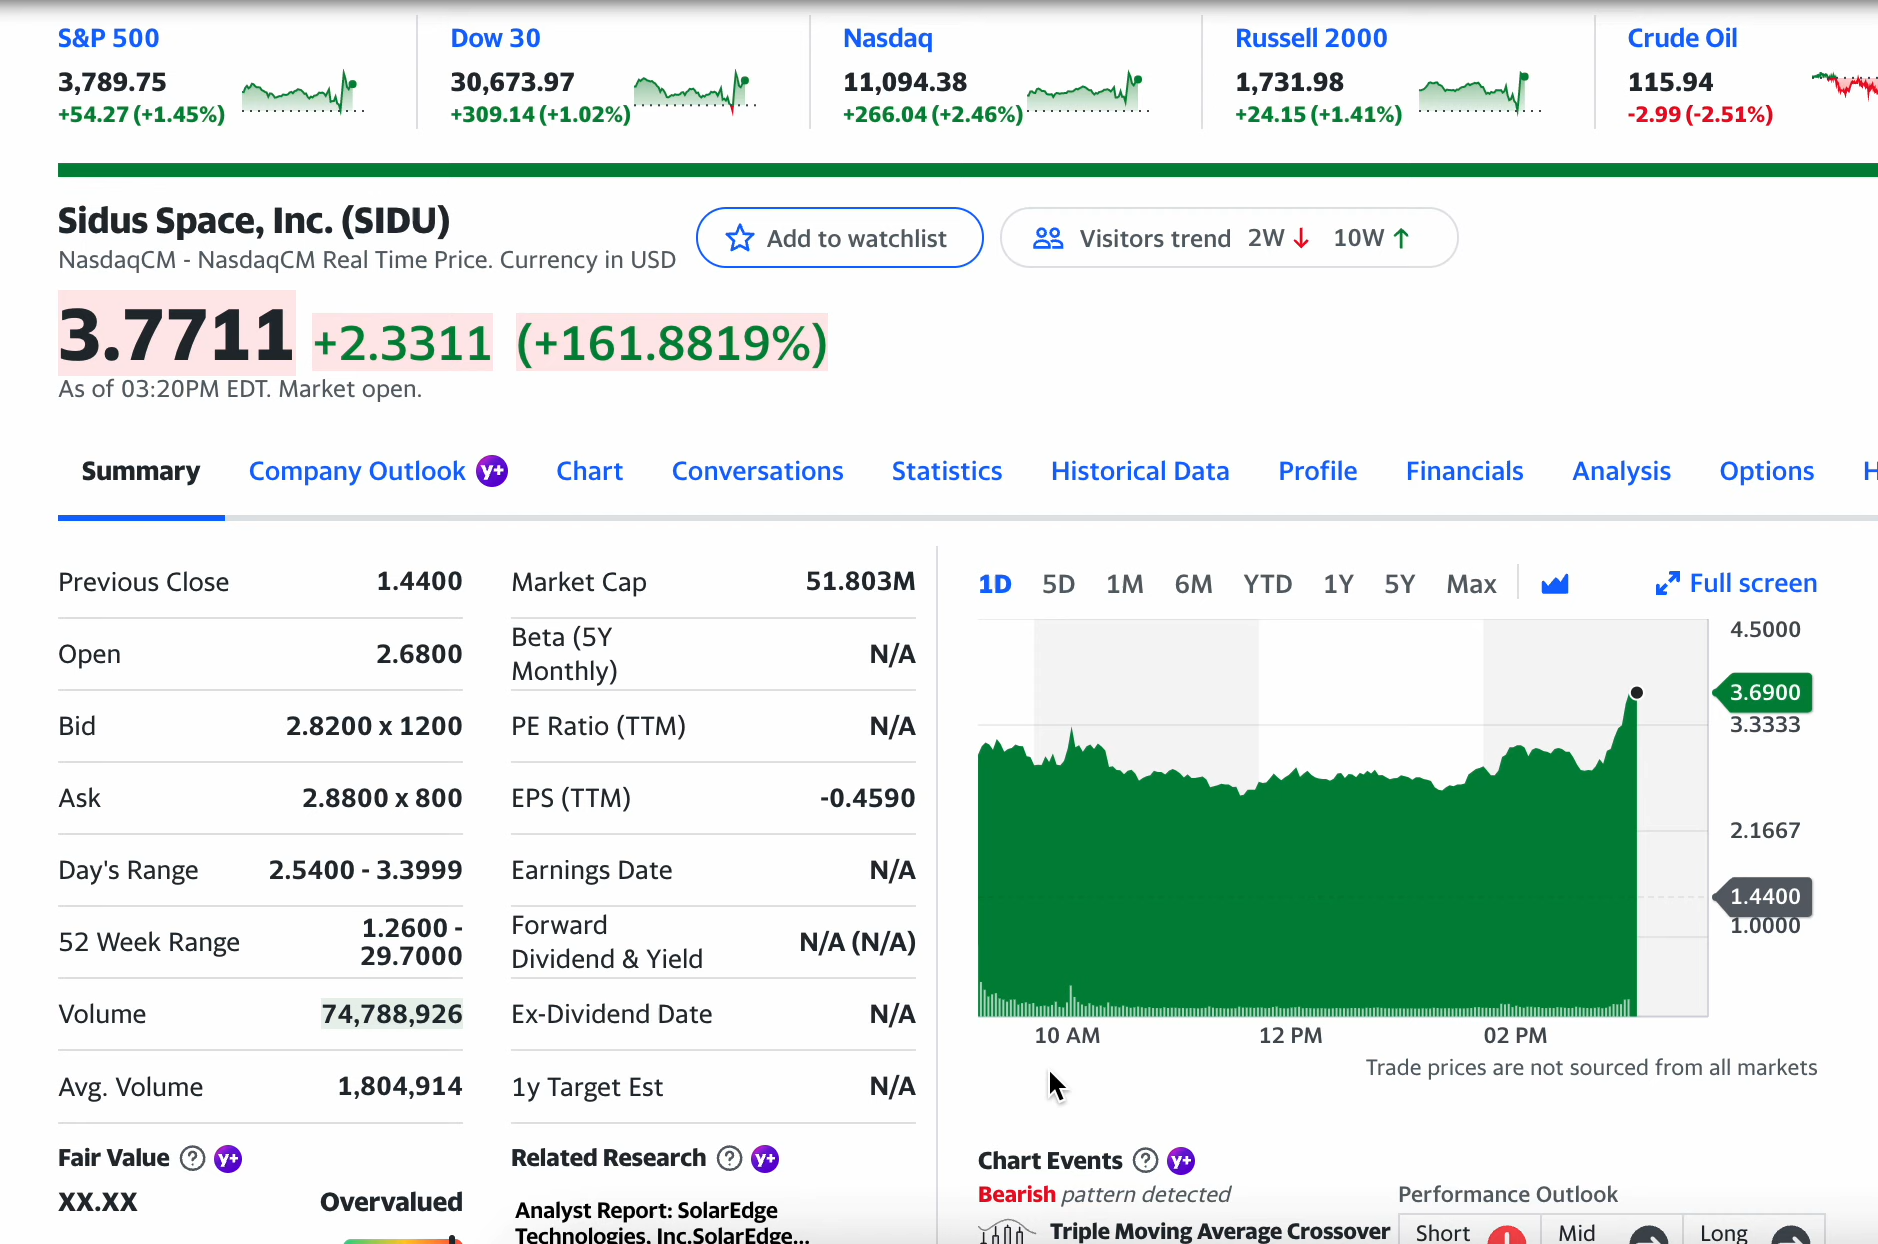 S&P 500
3,789.75
+54.27 (+1.45%)
Dow 30
30,673.97
+309.14 (+1.02%)
Nasdaq
11,094.38
+266.04 (+2.46%)
Russell 2000
1,731.98
+24.15 (+1.41%)
Crude Oil
115.94
-2.99 (-2.51%)
Sidus Space, Inc. (SIDU)
NasdaqCM - NasdaqCM Real Time Price. Currency in USD
Add to watchlist
Visitors trend 2W 10W
3.7711 +2.3311 (+161.8819%)
As of 03:20PM EDT. Market open.
Summary Company Outlook y+ Chart Conversations Statistics Historical Data Profile Financials Analysis Options H
Previous Close 1.4400
Open 2.6800
Bid 2.8200 x 1200
Ask 2.8800 x 800
Day's Range 2.5400 - 3.3999
52 Week Range 1.2600 -
29.7000
Volume 74,788,926
Avg. Volume 1,804,914
Market Cap 51.803M
Beta (5Y
Monthly) N/A
PE Ratio (TTM) N/A
EPS (TTM) -0.4590
Earnings Date N/A
Forward
Dividend & Yield N/A (N/A)
Ex-Dividend Date N/A
1y Target Est N/A
1D 5D 1M 6M YTD 1Y 5Y Max Full screen
4.5000
3.6900
3.3333
2.1667
1.4400
1.0000
10 AM 12 PM 02 PM
Trade prices are not sourced from all markets
Fair Value ? y+
XX.XX Overvalued
Related Research ? y+
Analyst Report: SolarEdge
Technologies, Inc.SolarEdge...
Chart Events ? y+
Bearish pattern detected
Triple Moving Average Crossover
Performance Outlook
Short Mid Long